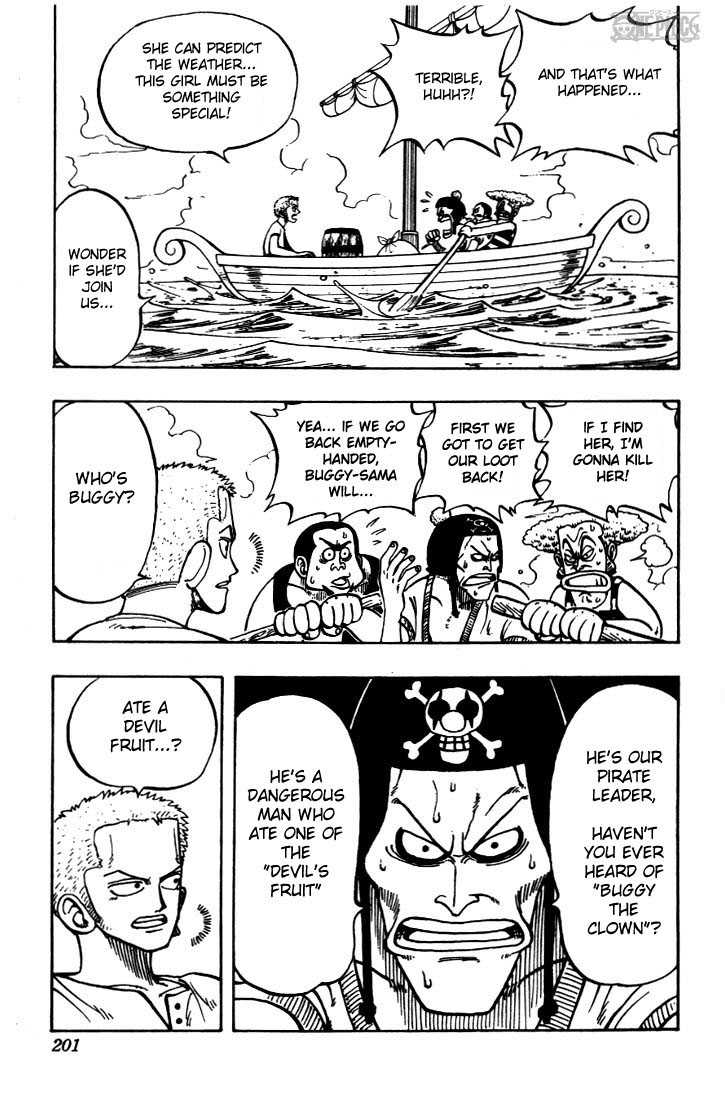 ONE PIECE
AND THAT'S WHAT
HAPPENED...
TERRIBLE,
HUHH?!
SHE CAN PREDICT
THE WEATHER...
THIS GIRL MUST BE
SOMETHING
SPECIAL!
WONDER
IF SHE'D
JOIN
US...
IF I FIND
HER, I'M
GONNA KILL
HER!
FIRST WE
GOT TO GET
OUR LOOT
BACK!
YEA... IF WE GO
BACK EMPTY-
HANDED,
BUGGY-SAMA
WILL...
WHO'S
BUGGY?
HE'S OUR
PIRATE
LEADER,
HAVEN'T
YOU EVER
HEARD OF
"BUGGY
THE
CLOWN"?
HE'S A
DANGEROUS
MAN WHO
ATE ONE OF
THE
"DEVIL'S
FRUIT"
ATE A
DEVIL
FRUIT...?
201